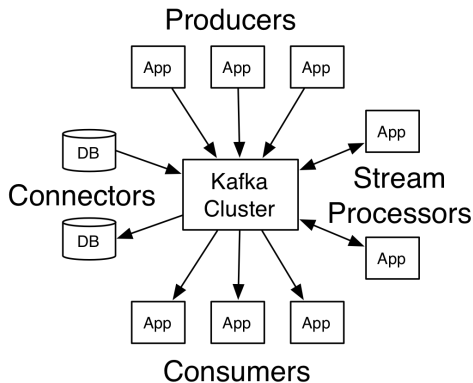 Producers
App
App
App
App
DB
Kafka
Cluster
Stream
Processors
Connectors
DB
App
App
App
App
Consumers